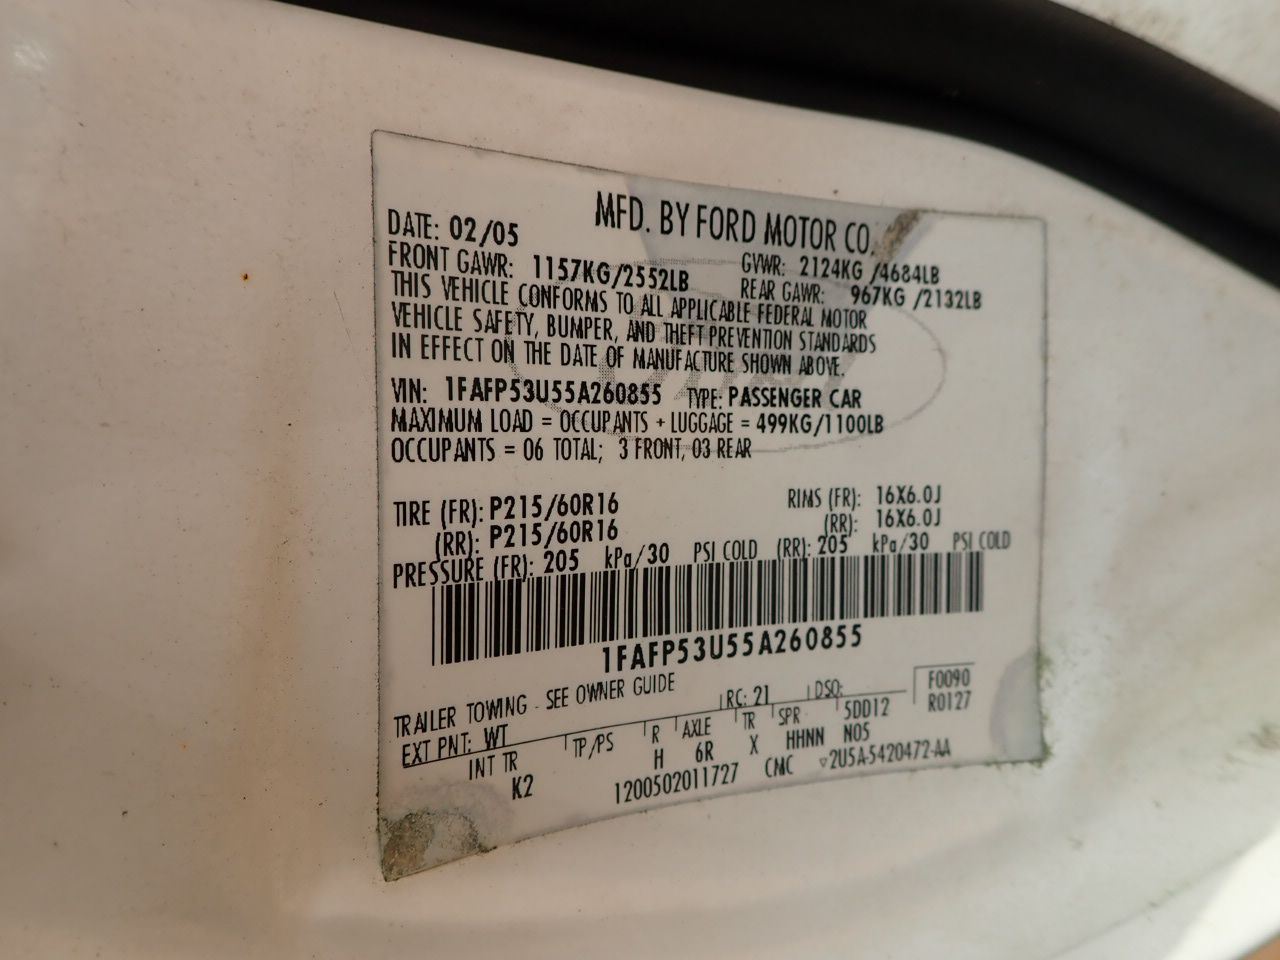 MFD. BY FORD MOTOR CO.
DATE: 02/05
FRONT GAWR: 1157KG/2552LB
GVWR: 2124KG /4684LB
REAR GAWR: 967KG /2132LB
THIS VEHICLE CONFORMS TO ALL APPLICABLE FEDERAL MOTOR
VEHICLE SAFETY, BUMPER, AND THEFT PREVENTION STANDARDS
IN EFFECT ON THE DATE OF MANUFACTURE SHOWN ABOVE.
VIN: 1FAFP53U55A260855 TYPE: PASSENGER CAR
MAXIMUM LOAD = OCCUPANTS + LUGGAGE = 499KG/1100LB
OCCUPANTS = 06 TOTAL; 3 FRONT, 03 REAR
TIRE (FR): P215/60R16 RIMS (FR): 16X6.0J
(RR): P215/60R16 (RR): 16X6.0J
PRESSURE (FR): 205 kPa/30 PSI COLD (RR): 205 kPa/30 PSI COLD
1FAFP53U55A260855
TRAILER TOWING - SEE OWNER GUIDE RC: 21 DSO: F0090
EXT PNT: WT R0127
INT TR TP/PS R AXLE TR SPR 5DD12
K2 H 6R X HHNN N05
1200502011727 CMC ▽2U5A-5420472-AA